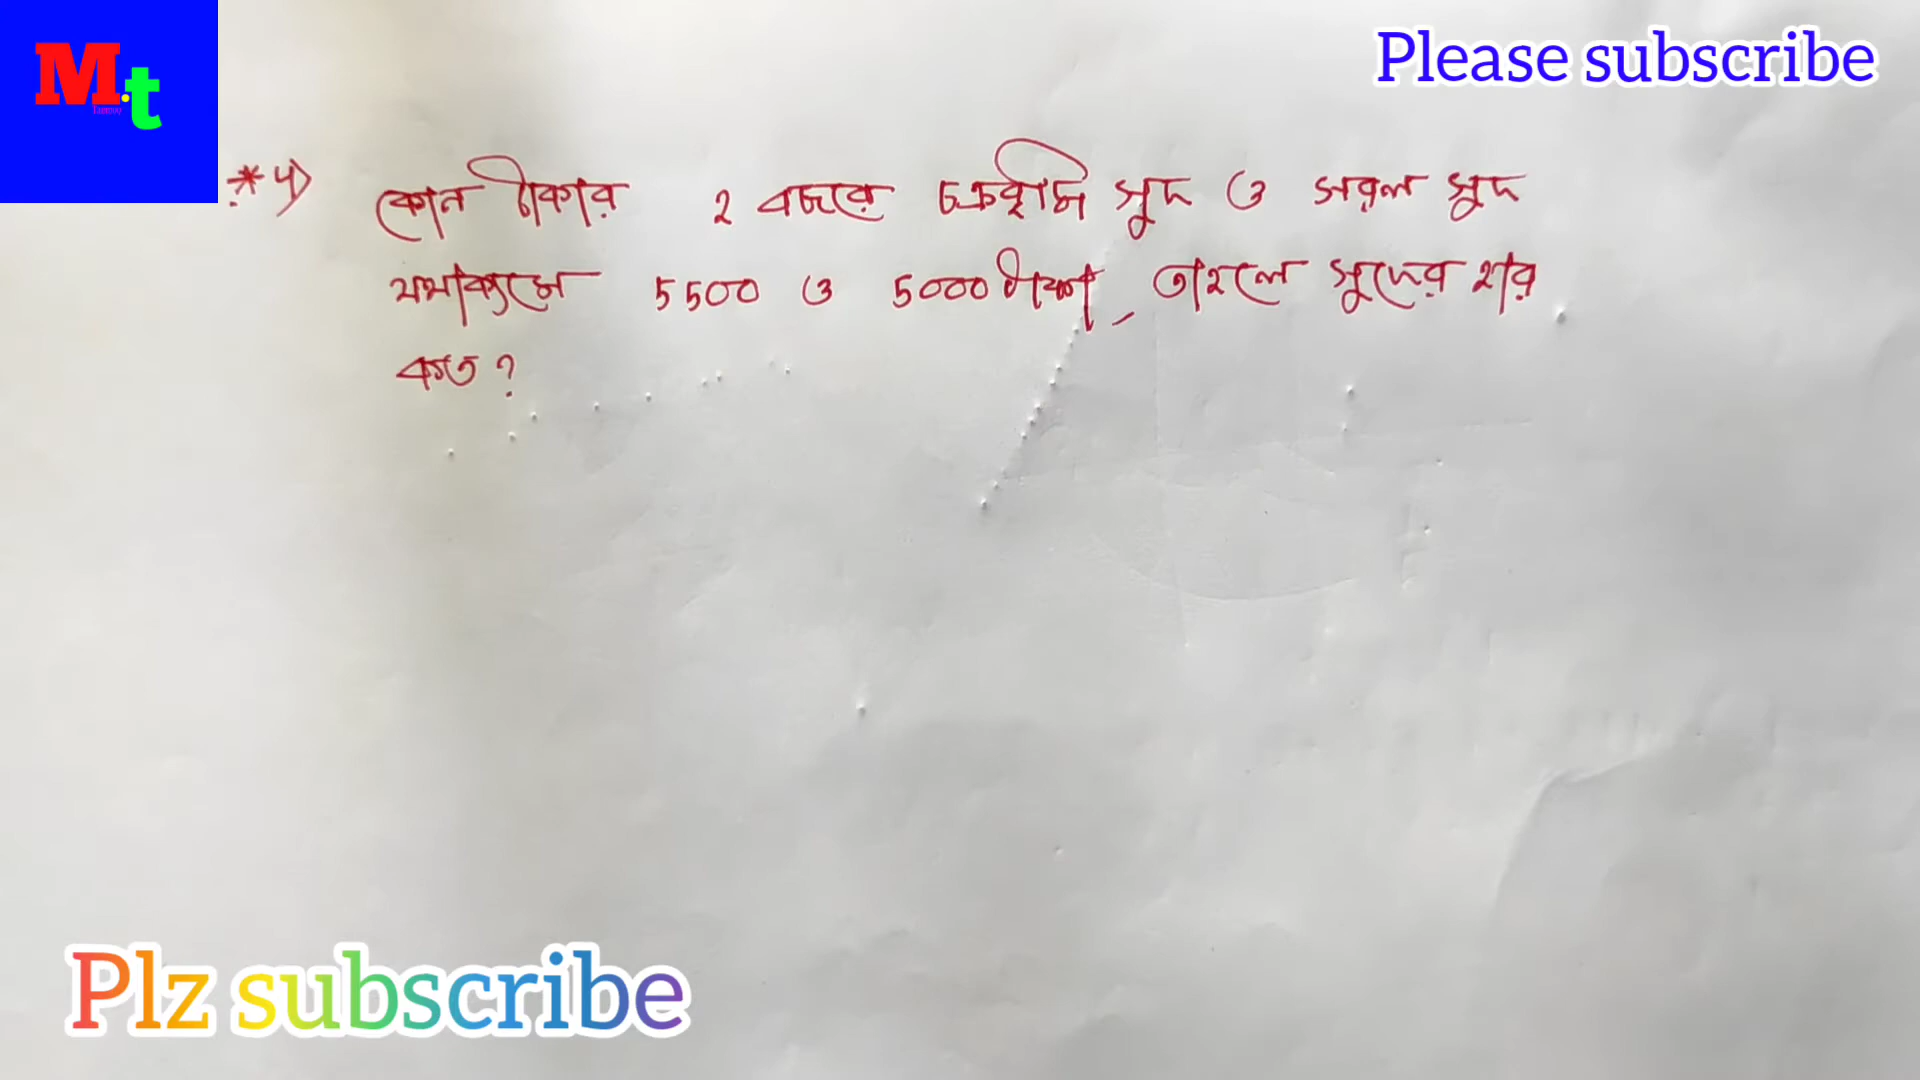 M.t
Please subscribe
* 4) কোন টাকার 2 বছরে চক্রবৃদ্ধি সুদ ও সরল সুদ
যথাক্রমে 5500 ও 5000 টাকা, তাহলে সুদের হার
কত?
Plz subscribe